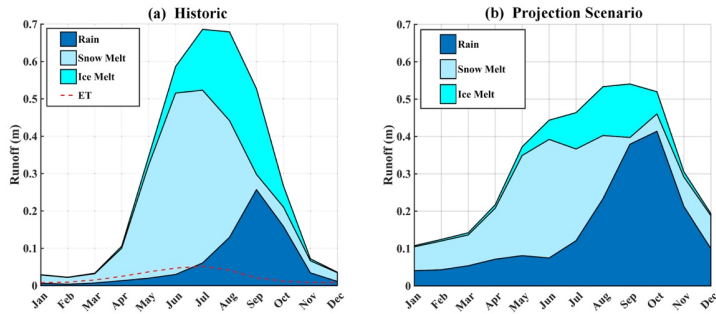 (a) Historic
0.7
0.6
0.5
0.4
0.3
0.2
0.1
0
Runoff (m)
Rain
Snow Melt
Ice Melt
ET
Jan
Feb
Mar
Apr
May
Jun
Jul
Aug
Sep
Oct
Nov
Dec
(b) Projection Scenario
0.7
0.6
0.5
0.4
0.3
0.2
0.1
0
Runoff (m)
Rain
Snow Melt
Ice Melt
Jan
Feb
Mar
Apr
May
Jun
Jul
Aug
Sep
Oct
Nov
Dec